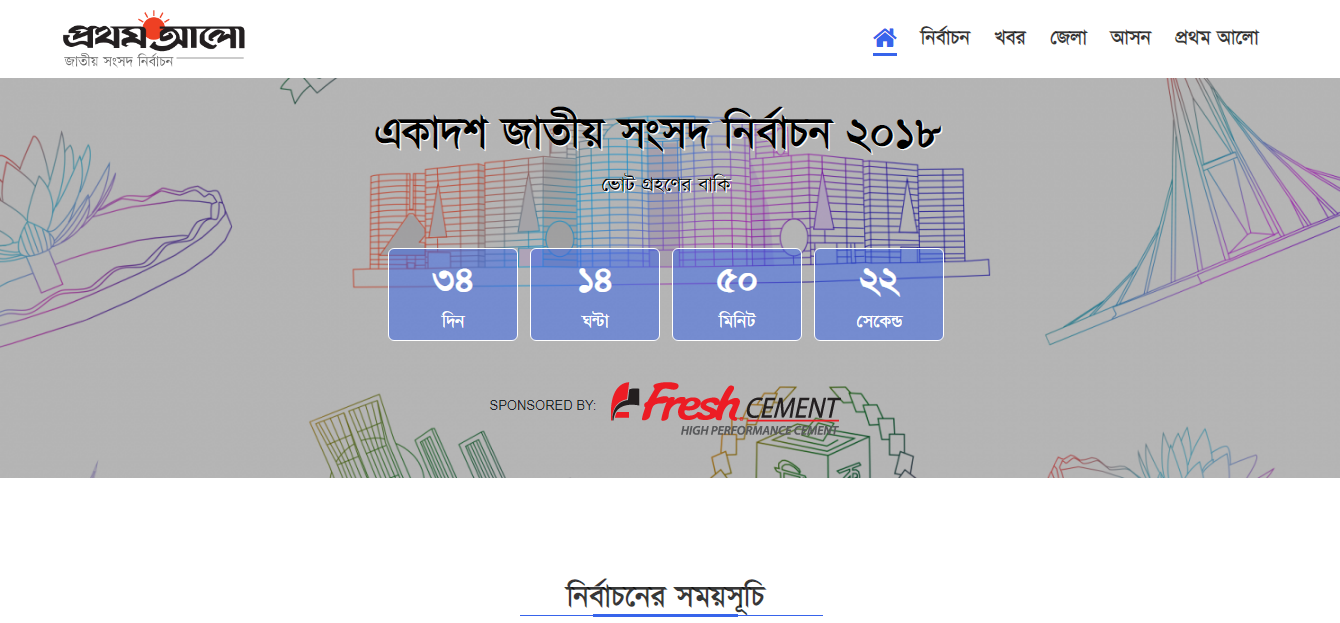 প্রথম আলো
জাতীয় সংসদ নির্বাচন
নির্বাচন খবর জেলা আসন প্রথম আলো
একাদশ জাতীয় সংসদ নির্বাচন ২০১৮
ভোট গ্রহণের বাকি
৩৪ ১৪ ৫০ ২২
দিন ঘন্টা মিনিট সেকেন্ড
SPONSORED BY: Fresh CEMENT
HIGH PERFORMANCE CEMENT
নির্বাচনের সময়সূচি